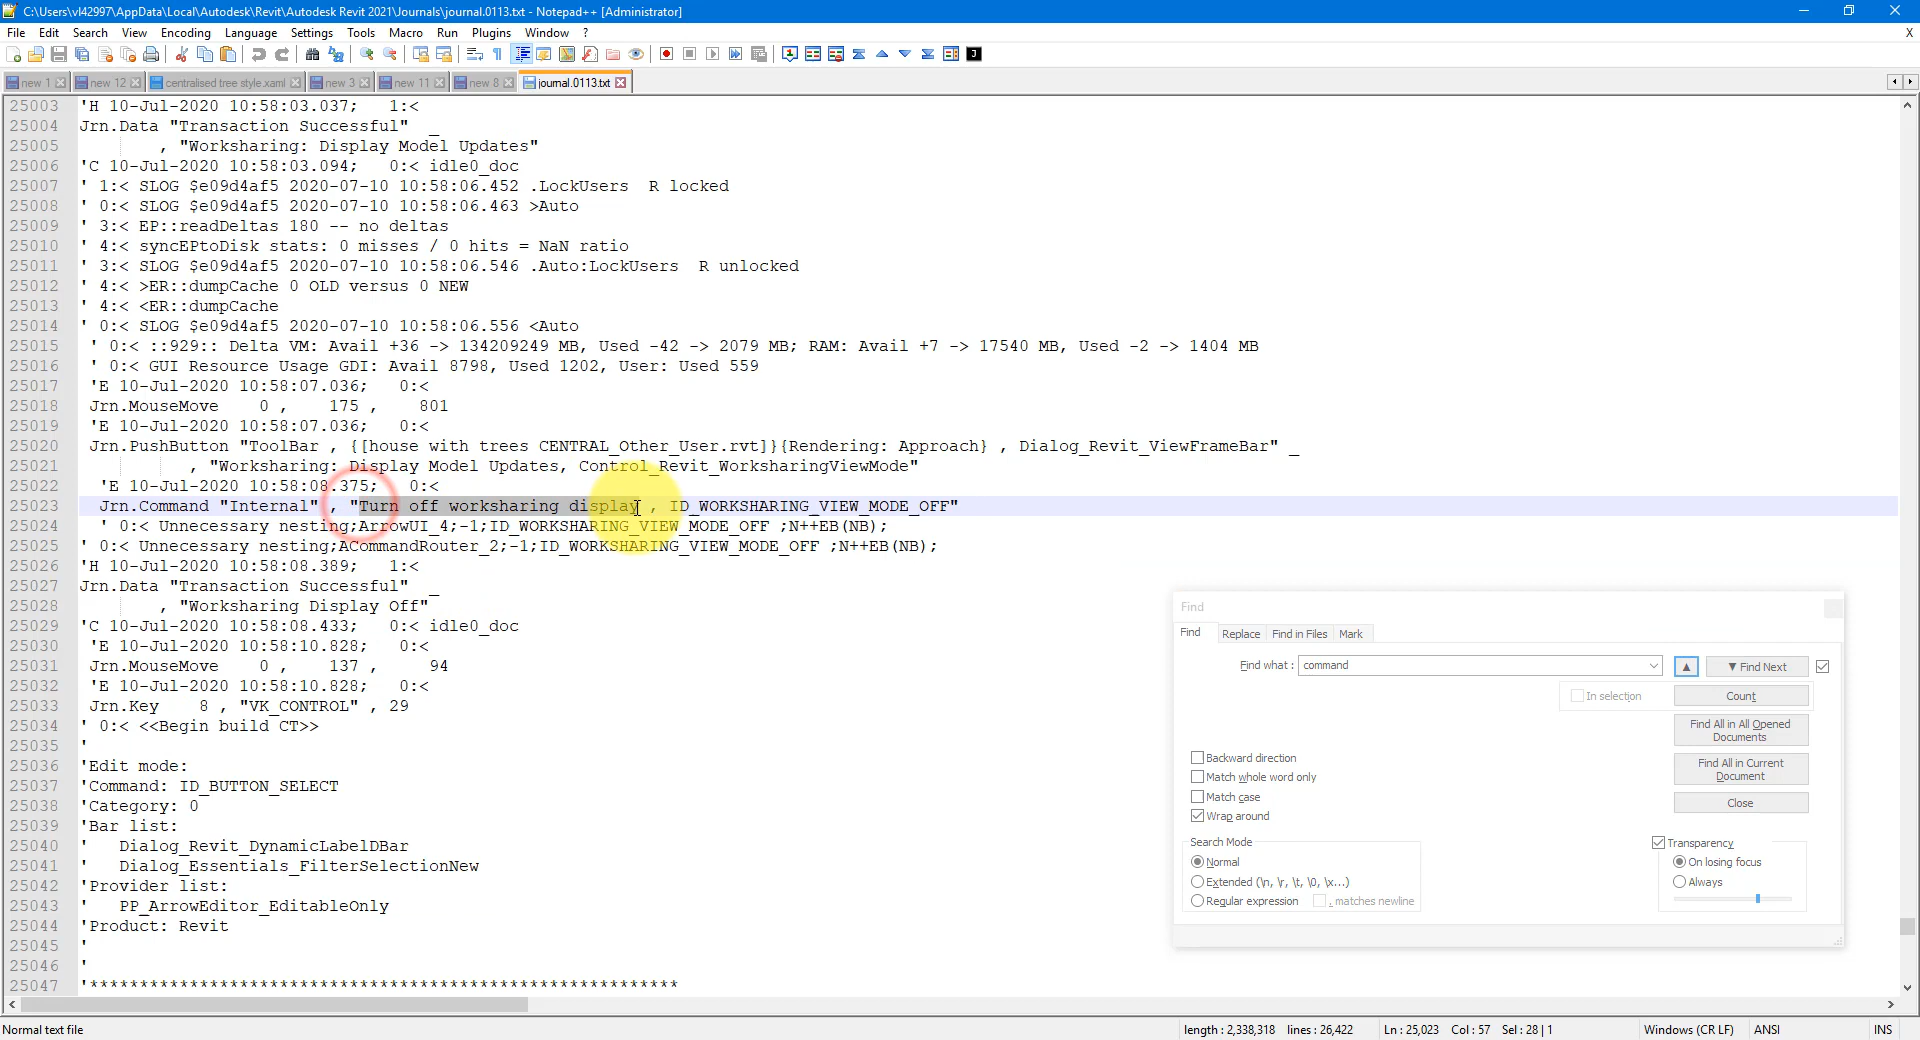 C:\Users\vl42997\AppData\Local\Autodesk\Revit\Autodesk Revit 2021\Journals\journal.0113.txt - Notepad++ [Administrator]
File Edit Search View Encoding Language Settings Tools Macro Run Plugins Window ? X
new 1 new 12 centralised tree style.xaml new 3 new 11 new 8 journal.0113.txt
25003 'H 10-Jul-2020 10:58:03.037;   1:<
25004 Jrn.Data "Transaction Successful"  _
25005         , "Worksharing: Display Model Updates"
25006 'C 10-Jul-2020 10:58:03.094;   0:< idle0_doc
25007 ' 1:< SLOG $e09d4af5 2020-07-10 10:58:06.452 .LockUsers  R locked
25008 ' 0:< SLOG $e09d4af5 2020-07-10 10:58:06.463 >Auto
25009 ' 3:< EP::readDeltas 180 -- no deltas
25010 ' 4:< syncEPtoDisk stats: 0 misses / 0 hits = NaN ratio
25011 ' 3:< SLOG $e09d4af5 2020-07-10 10:58:06.546 .Auto:LockUsers  R unlocked
25012 ' 4:< >ER::dumpCache 0 OLD versus 0 NEW
25013 ' 4:< <ER::dumpCache
25014 ' 0:< SLOG $e09d4af5 2020-07-10 10:58:06.556 <Auto
25015  ' 0:< ::929:: Delta VM: Avail +36 -> 134209249 MB, Used -42 -> 2079 MB; RAM: Avail +7 -> 17540 MB, Used -2 -> 1404 MB
25016  ' 0:< GUI Resource Usage GDI: Avail 8798, Used 1202, User: Used 559
25017  'E 10-Jul-2020 10:58:07.036;   0:<
25018  Jrn.MouseMove    0 ,    175 ,    801
25019  'E 10-Jul-2020 10:58:07.036;   0:<
25020  Jrn.PushButton "ToolBar , {[house with trees CENTRAL_Other_User.rvt]}{Rendering: Approach} , Dialog_Revit_ViewFrameBar" _
25021          , "Worksharing: Display Model Updates, Control_Revit_WorksharingViewMode"
25022   'E 10-Jul-2020 10:58:08.375;   0:<
25023   Jrn.Command "Internal" , "Turn off worksharing display , ID_WORKSHARING_VIEW_MODE_OFF"
25024   ' 0:< Unnecessary nesting;ArrowUI_4;-1;ID_WORKSHARING_VIEW_MODE_OFF ;N++EB(NB);
25025 ' 0:< Unnecessary nesting;ACommandRouter_2;-1;ID_WORKSHARING_VIEW_MODE_OFF ;N++EB(NB);
25026 'H 10-Jul-2020 10:58:08.389;   1:<
25027 Jrn.Data "Transaction Successful"  _
25028         , "Worksharing Display Off"
25029 'C 10-Jul-2020 10:58:08.433;   0:< idle0_doc
25030  'E 10-Jul-2020 10:58:10.828;   0:<
25031  Jrn.MouseMove    0 ,    137 ,     94
25032  'E 10-Jul-2020 10:58:10.828;   0:<
25033  Jrn.Key    8 , "VK_CONTROL" , 29
25034 ' 0:< <<Begin build CT>>
25035 '
25036 'Edit mode:
25037 'Command: ID_BUTTON_SELECT
25038 'Category: 0
25039 'Bar list:
25040 '   Dialog_Revit_DynamicLabelDBar
25041 '   Dialog_Essentials_FilterSelectionNew
25042 'Provider list:
25043 '   PP_ArrowEditor_EditableOnly
25044 'Product: Revit
25045 '
25046 '
25047 '***********************************************************
Find
Find Replace Find in Files Mark
Find what : command ▲ ▼ Find Next
In selection Count
Find All in All Opened Documents
Backward direction
Find All in Current Document
Match whole word only
Match case
Close
Wrap around
Search Mode
Transparency
Normal
On losing focus
Extended (\n, \r, \t, \0, \x...)
Always
Regular expression . matches newline
Normal text file length : 2,338,318 lines : 26,422 Ln : 25,023 Col : 57 Sel : 28 | 1 Windows (CR LF) ANSI INS